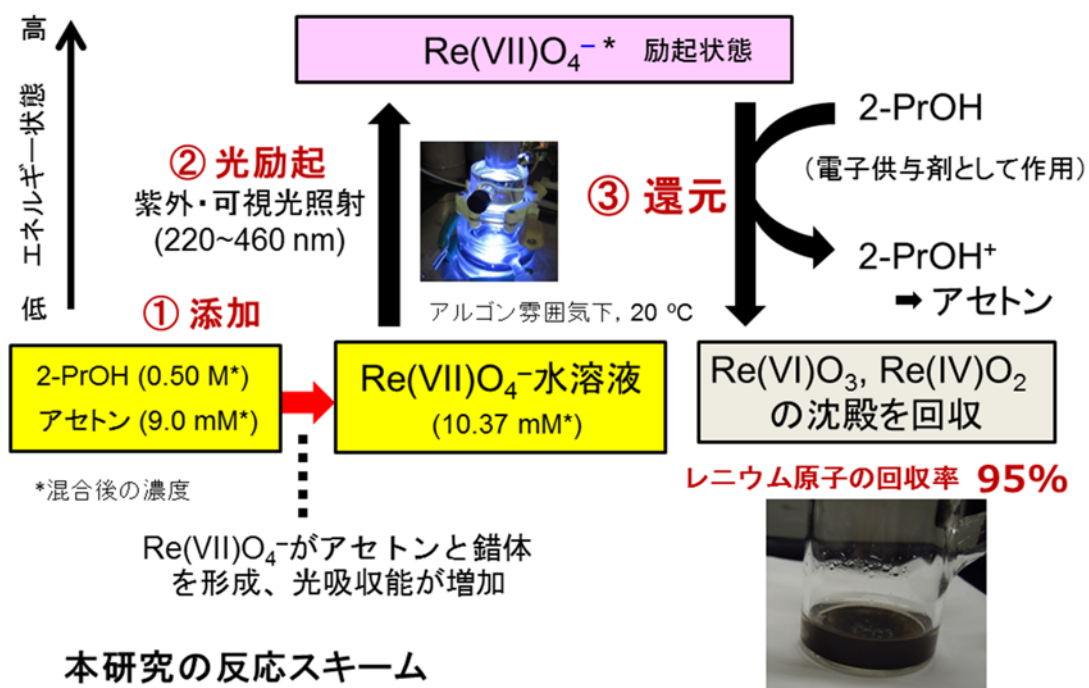 高
エネルギー状態
低
Re(VII)O₄⁻* 励起状態
② 光励起
紫外・可視光照射
(220~460 nm)
アルゴン雰囲気下, 20 ºC
③ 還元
2-PrOH
(電子供与剤として作用)
2-PrOH⁺
➡ アセトン
① 添加
2-PrOH (0.50 M*)
アセトン (9.0 mM*)
Re(VII)O₄⁻水溶液
(10.37 mM*)
Re(VI)O₃, Re(IV)O₂
の沈殿を回収
*混合後の濃度
レニウム原子の回収率 95%
Re(VII)O₄⁻がアセトンと錯体
を形成、光吸収能が増加
本研究の反応スキーム